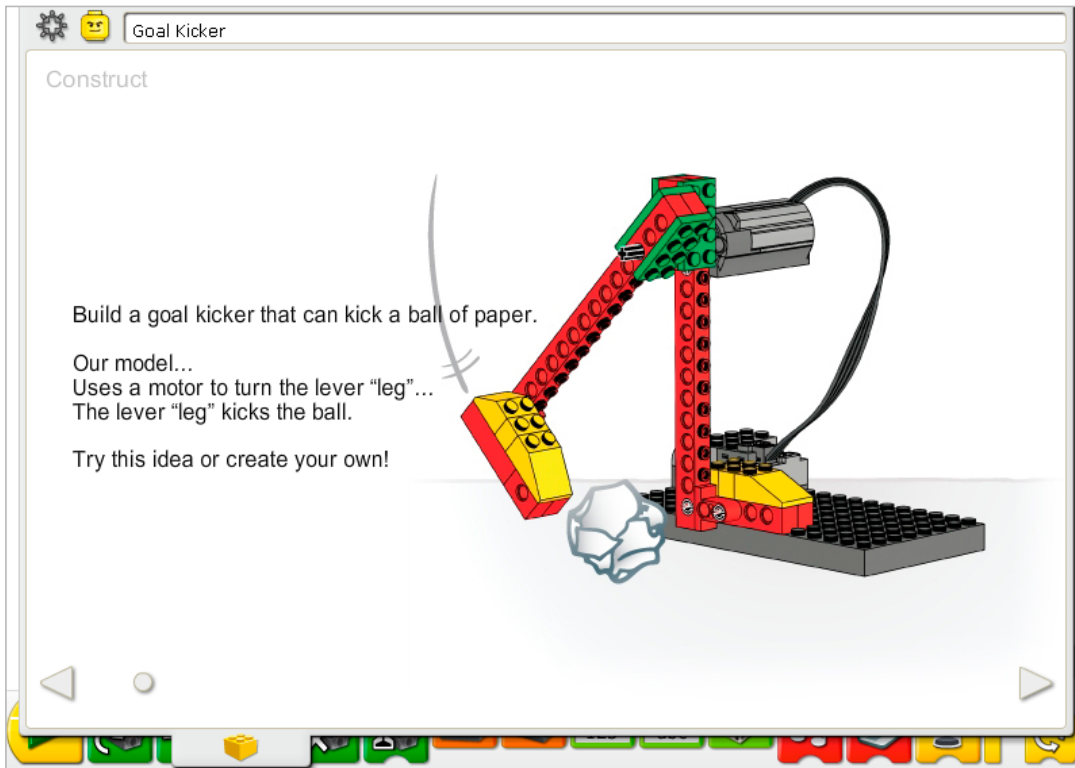 Goal Kicker
Construct
Build a goal kicker that can kick a ball of paper.
Our model...
Uses a motor to turn the lever “leg”...
The lever “leg” kicks the ball.
Try this idea or create your own!